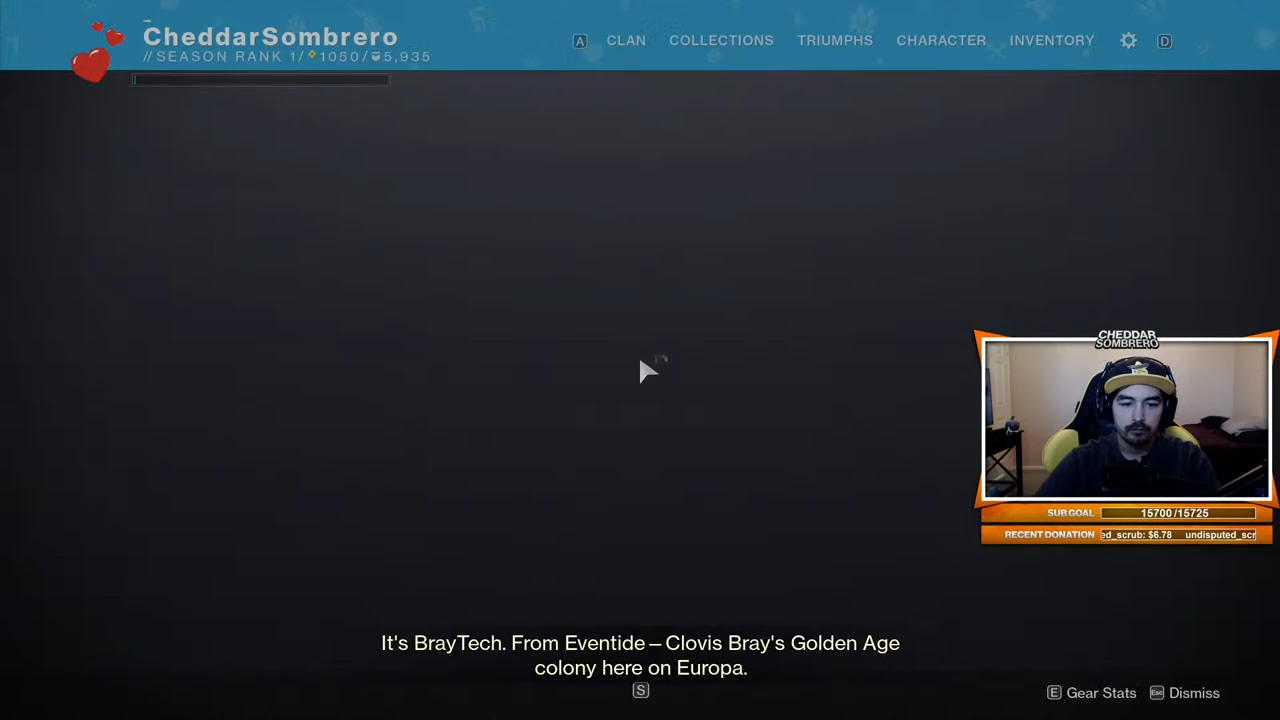 CheddarSombrero
A CLAN COLLECTIONS TRIUMPHS CHARACTER INVENTORY D
//SEASON RANK 1/1050/5,935
CHEDDAR
SOMBRERO
SUB GOAL 15700/15725
RECENT DONATION ed_scrub: $6.78 undisputed_scr
It's BrayTech. From Eventide—Clovis Bray's Golden Age
colony here on Europa.
S
E Gear Stats Esc Dismiss